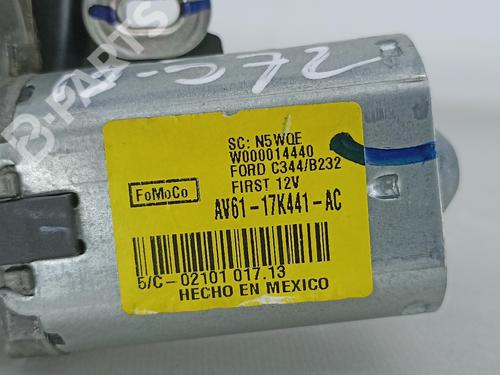 B-PARTS
SC: N5WQE
W000014440
FORD C344/B232
FIRST 12V
FoMoCo
AV61-17K441-AC
5/C-02101 017.13
HECHO EN MEXICO